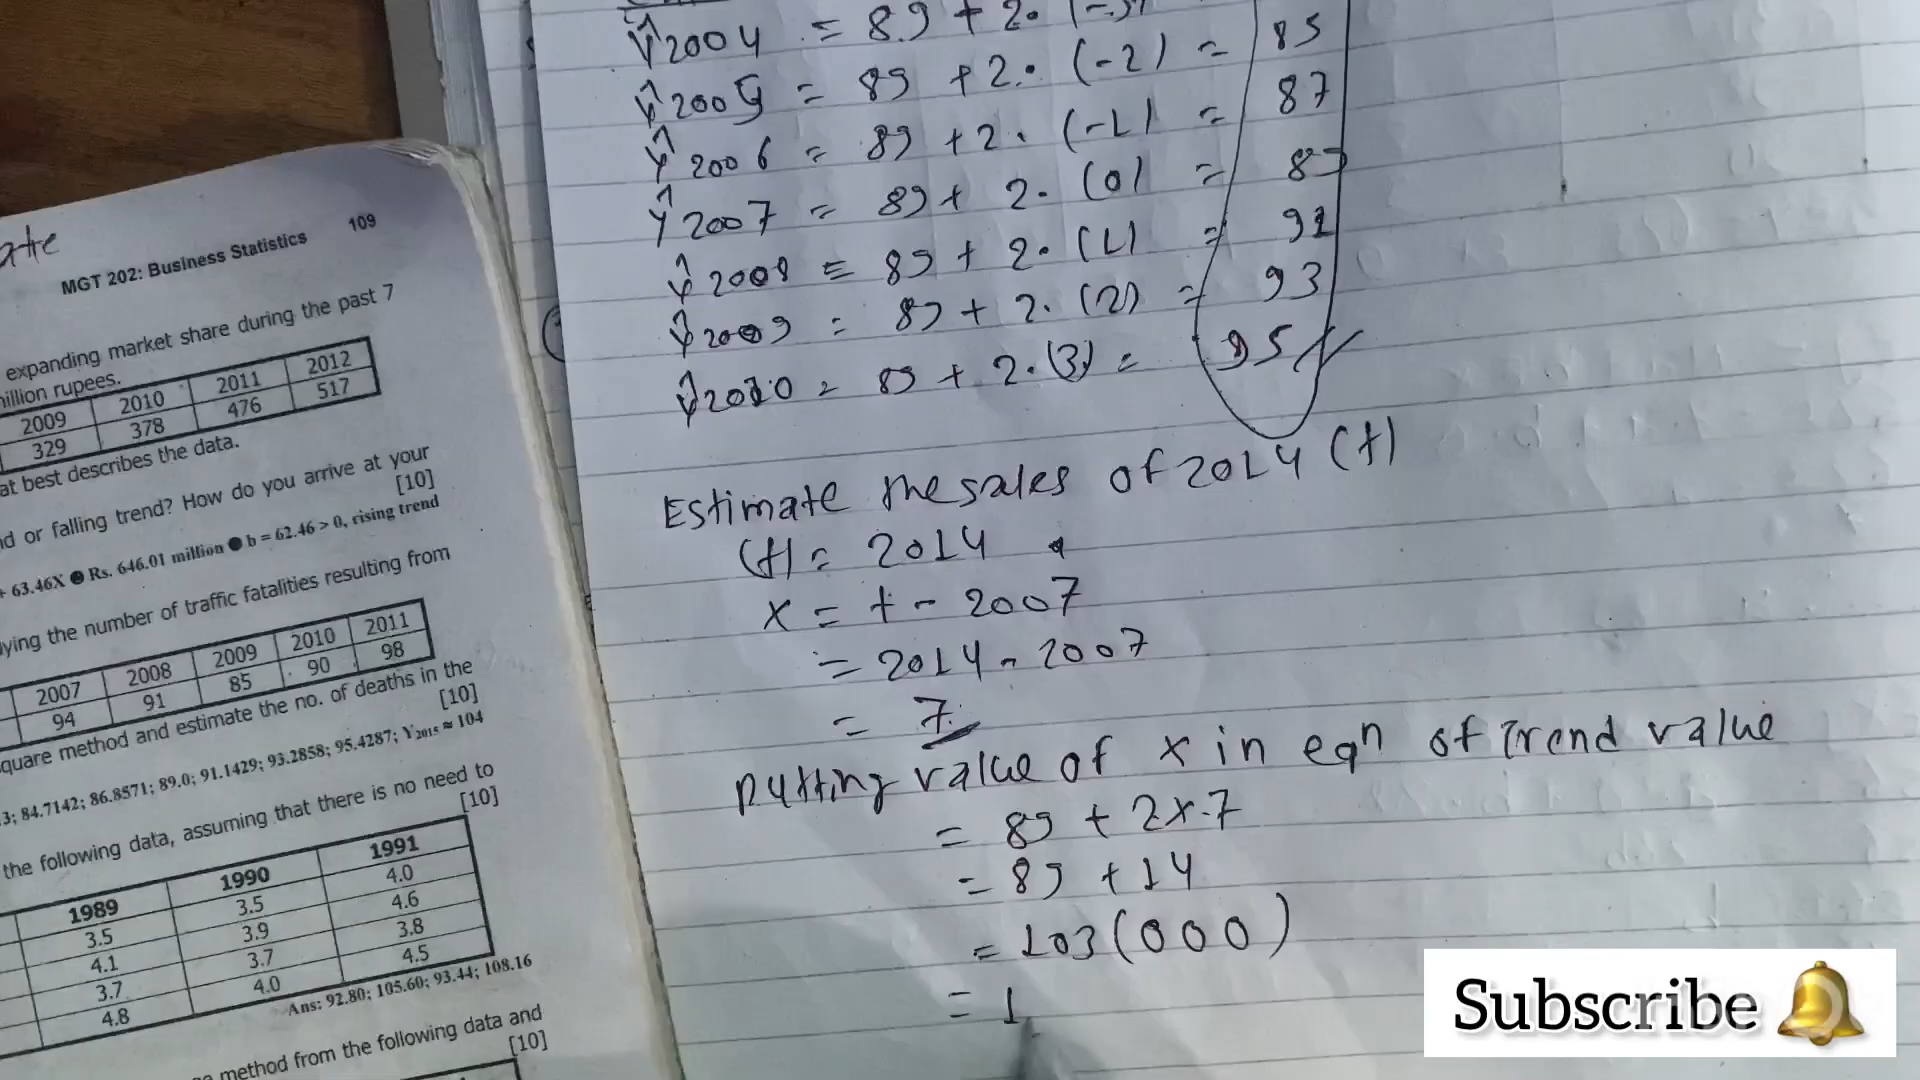 Ŷ2004 = 89 + 2.
Ŷ2005 = 89 + 2. (-2) = 85
Ŷ2006 = 89 + 2. (-1) = 87
Ŷ2007 = 89 + 2. (0) = 89
Ŷ2008 = 89 + 2. (1) = 91
Ŷ2009 = 89 + 2. (2) = 93
Ŷ2010 = 89 + 2. (3) = 95
Estimate the sales of 2014 (t)
(t) = 2014
x = t - 2007
= 2014 - 2007
= 7
putting value of x in eqn of Trend value
= 89 + 2x7
= 89 + 14
= 103 (000)
= 1
MGT 202: Business Statistics 109
expanding market share during the past 7
million rupees.
2009 2010 2011 2012
329 378 476 517
at best describes the data.
or falling trend? How do you arrive at your
[10]
+ 63.46X ● Rs. 646.01 million ● b = 62.46 > 0, rising trend
the number of traffic fatalities resulting from
2007 2008 2009 2010 2011
94 91 85 90 98
square method and estimate the no. of deaths in the
[10]
3; 84.7142; 86.8571; 89.0; 91.1429; 93.2858; 95.4287; Y2015 ≈ 104
the following data, assuming that there is no need to
[10]
1989 1990 1991
3.5 3.5 4.0
4.1 3.9 4.6
3.7 3.7 3.8
4.8 4.0 4.5
Ans: 92.80; 105.60; 93.44; 108.16
method from the following data and
[10]
Subscribe